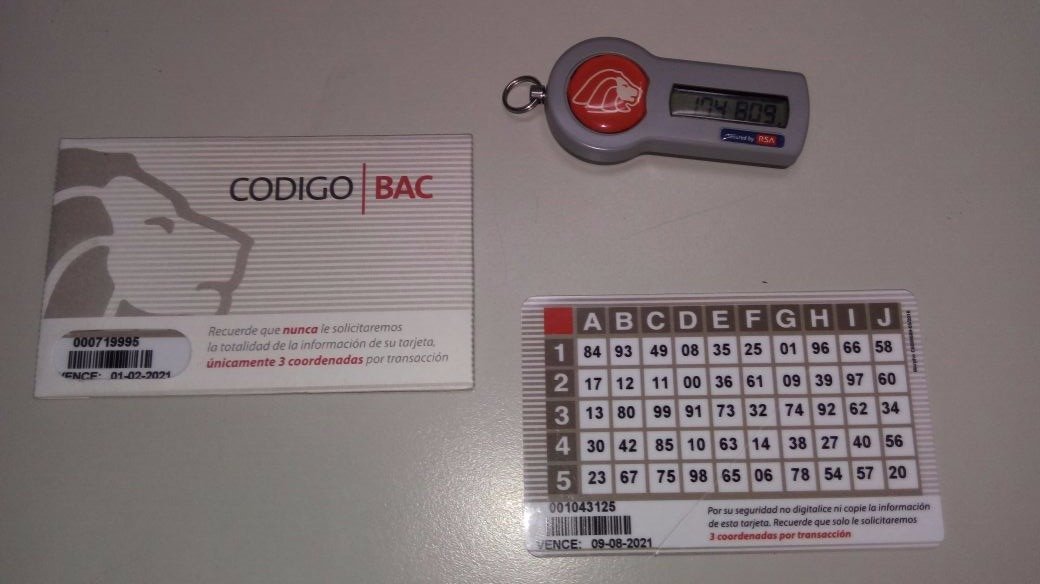 174 809
Secured by RSA
CODIGO BAC
Recuerde que nunca le solicitaremos
la totalidad de la información de su tarjeta,
únicamente 3 coordenadas por transacción
000719995
VENCE: 01-02-2021
A B C D E F G H I J
1 84 93 49 08 35 25 01 96 66 58
2 17 12 11 00 36 61 09 39 97 60
3 13 80 99 91 73 32 74 92 62 34
4 30 42 85 10 63 14 38 27 40 56
5 23 67 75 98 65 06 78 54 57 20
001043125
VENCE: 09-08-2021
Por su seguridad no digitalice ni copie la información
de esta tarjeta. Recuerde que solo le solicitaremos
3 coordenadas por transacción